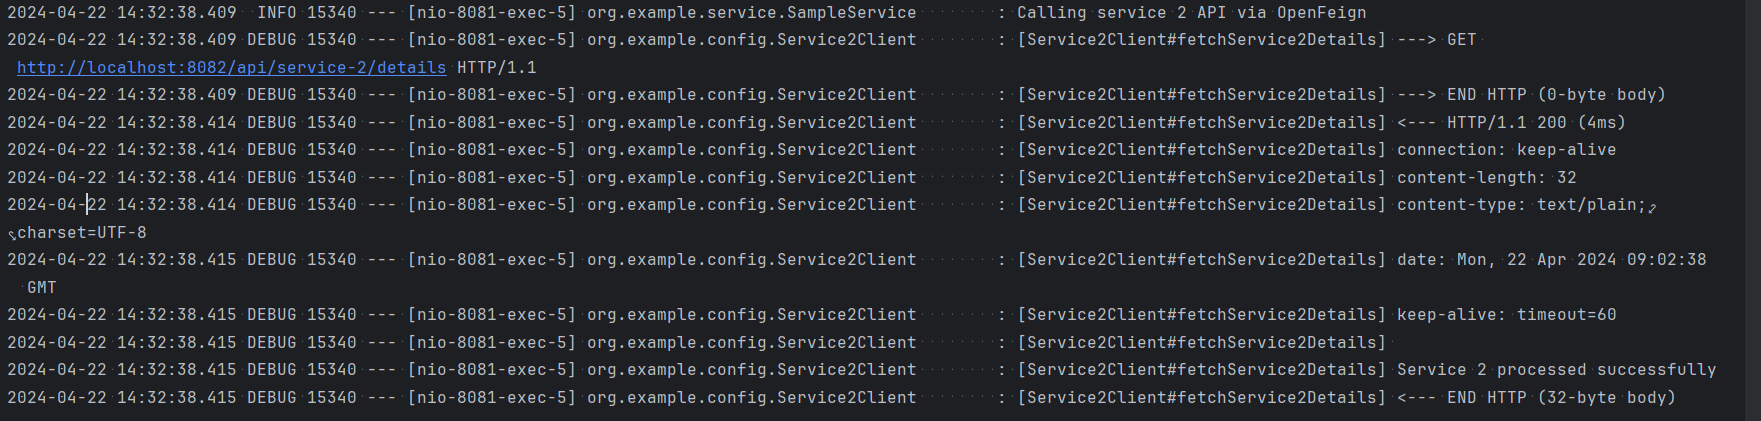 2024-04-22 14:32:38.409  INFO 15340 --- [nio-8081-exec-5] org.example.service.SampleService        : Calling service 2 API via OpenFeign
2024-04-22 14:32:38.409 DEBUG 15340 --- [nio-8081-exec-5] org.example.config.Service2Client        : [Service2Client#fetchService2Details] ---> GET
http://localhost:8082/api/service-2/details HTTP/1.1
2024-04-22 14:32:38.409 DEBUG 15340 --- [nio-8081-exec-5] org.example.config.Service2Client        : [Service2Client#fetchService2Details] ---> END HTTP (0-byte body)
2024-04-22 14:32:38.414 DEBUG 15340 --- [nio-8081-exec-5] org.example.config.Service2Client        : [Service2Client#fetchService2Details] <--- HTTP/1.1 200 (4ms)
2024-04-22 14:32:38.414 DEBUG 15340 --- [nio-8081-exec-5] org.example.config.Service2Client        : [Service2Client#fetchService2Details] connection: keep-alive
2024-04-22 14:32:38.414 DEBUG 15340 --- [nio-8081-exec-5] org.example.config.Service2Client        : [Service2Client#fetchService2Details] content-length: 32
2024-04-22 14:32:38.414 DEBUG 15340 --- [nio-8081-exec-5] org.example.config.Service2Client        : [Service2Client#fetchService2Details] content-type: text/plain;
charset=UTF-8
2024-04-22 14:32:38.415 DEBUG 15340 --- [nio-8081-exec-5] org.example.config.Service2Client        : [Service2Client#fetchService2Details] date: Mon, 22 Apr 2024 09:02:38
GMT
2024-04-22 14:32:38.415 DEBUG 15340 --- [nio-8081-exec-5] org.example.config.Service2Client        : [Service2Client#fetchService2Details] keep-alive: timeout=60
2024-04-22 14:32:38.415 DEBUG 15340 --- [nio-8081-exec-5] org.example.config.Service2Client        : [Service2Client#fetchService2Details]
2024-04-22 14:32:38.415 DEBUG 15340 --- [nio-8081-exec-5] org.example.config.Service2Client        : [Service2Client#fetchService2Details] Service 2 processed successfully
2024-04-22 14:32:38.415 DEBUG 15340 --- [nio-8081-exec-5] org.example.config.Service2Client        : [Service2Client#fetchService2Details] <--- END HTTP (32-byte body)